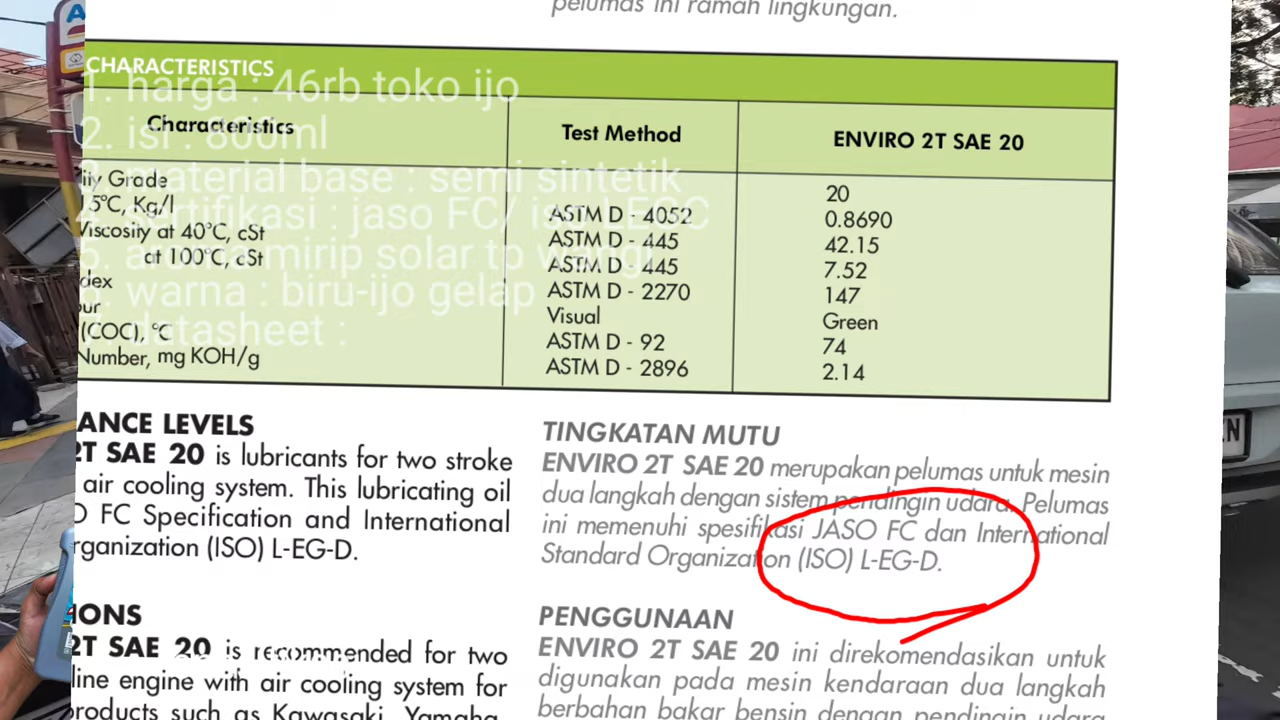 pelumas ini ramah lingkungan.
CHARACTERISTICS
Characteristics Test Method ENVIRO 2T SAE 20
Grade 20
15°C, Kg/l ASTM D - 4052 0.8690
Viscosity at 40°C, cSt ASTM D - 445 42.15
at 100°C, cSt ASTM D - 445 7.52
dex ASTM D - 2270 147
our Visual Green
(COC), °C ASTM D - 92 74
Number, mg KOH/g ASTM D - 2896 2.14
1. harga : 46rb toko ijo
2. isi : 800ml
3. material base : semi sintetik
4. sertifikasi : jaso FC/ iso LEGC
5. aroma mirip solar tp wangi
6. warna : biru-ijo gelap
7. datasheet :
ANCE LEVELS
2T SAE 20 is lubricants for two stroke
air cooling system. This lubricating oil
O FC Specification and International
rganization (ISO) L-EG-D.
IONS
2T SAE 20 is recommended for two
line engine with air cooling system for
products such as Kawasaki, Yamaha,
TINGKATAN MUTU
ENVIRO 2T SAE 20 merupakan pelumas untuk mesin
dua langkah dengan sistem pendingin udara. Pelumas
ini memenuhi spesifikasi JASO FC dan International
Standard Organization (ISO) L-EG-D.
PENGGUNAAN
ENVIRO 2T SAE 20 ini direkomendasikan untuk
digunakan pada mesin kendaraan dua langkah
berbahan bakar bensin dengan pendingin udara